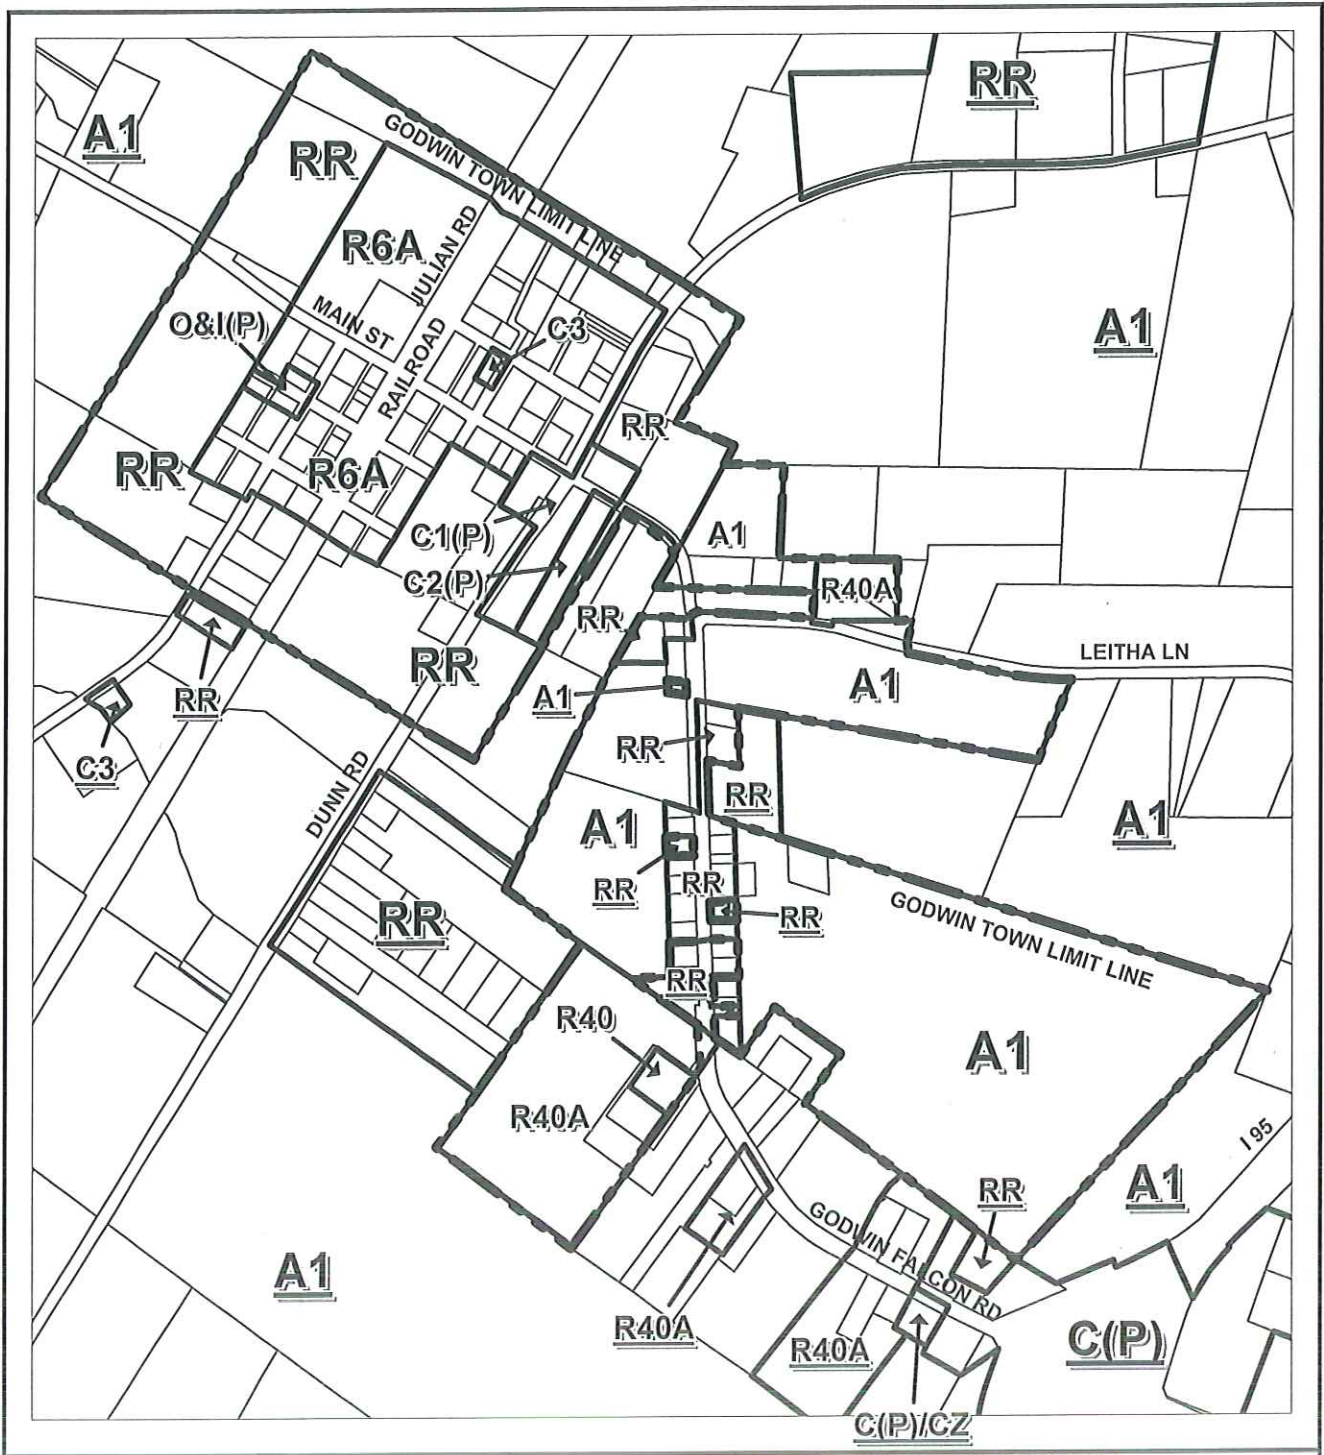 RR
A1
GODWIN TOWN LIMIT LINE
RR
R6A
JULIAN RD
O&I(P)
MAIN ST
C3
A1
RAILROAD
RR
RR
R6A
C1(P)
A1
C2(P)
R40A
RR
LEITHA LN
RR
A1
RR
A1
C3
RR
RR
DUNN RD
A1
A1
RR
RR
RR
RR
GODWIN TOWN LIMIT LINE
RR
R40
A1
R40A
I 95
A1
RR
GODWIN FALCON RD
A1
R40A
R40A
C(P)
C(P)/CZ